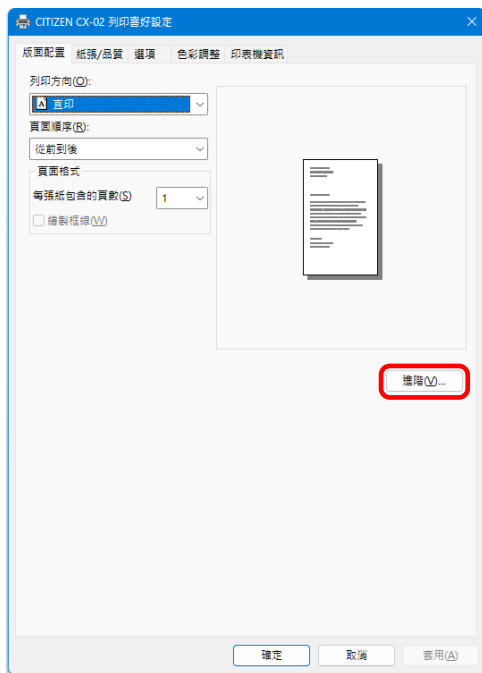 CITIZEN CX-02 列印喜好設定
版面配置 紙張/品質 選項 色彩調整 印表機資訊
列印方向(O):
A 直印
頁面順序(R):
從前到後
頁面格式
每張紙包含的頁數(S) 1
繪製框線(W)
進階(V)...
確定 取消 套用(A)